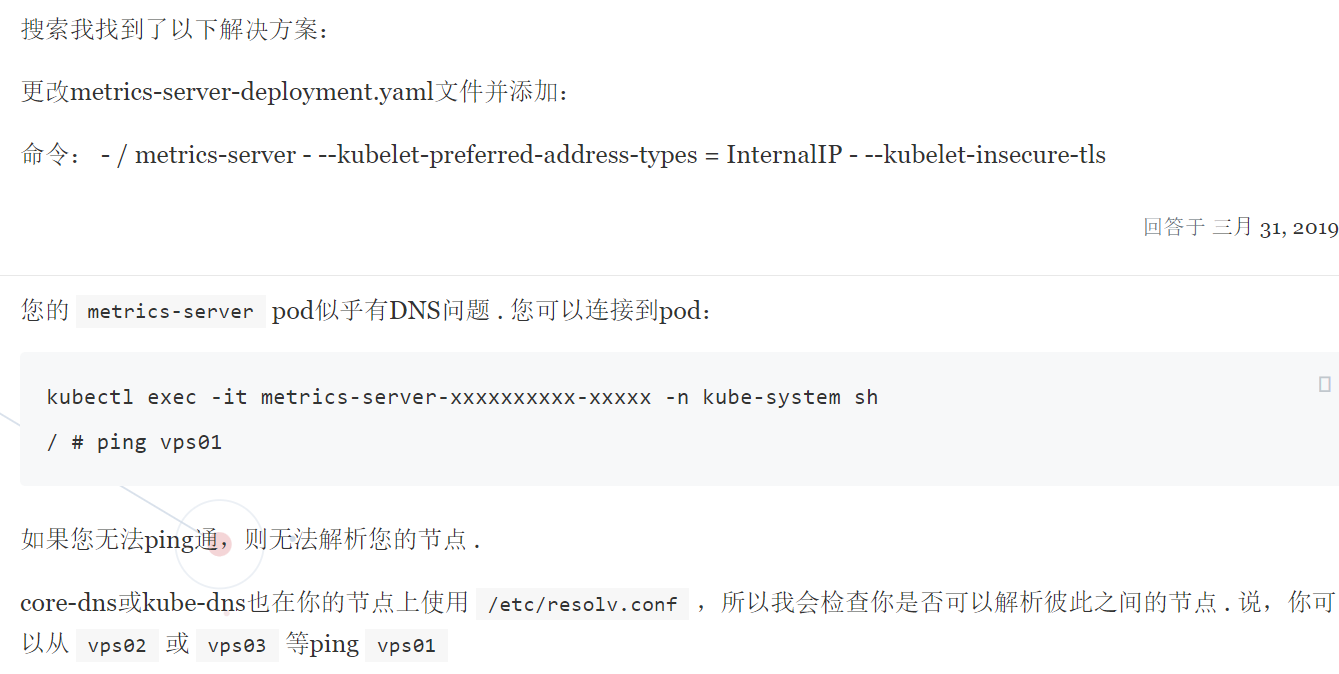 搜索我找到了以下解决方案：
更改metrics-server-deployment.yaml文件并添加：
命令： - / metrics-server - --kubelet-preferred-address-types = InternalIP - --kubelet-insecure-tls
回答于 三月 31, 2019
您的 metrics-server pod似乎有DNS问题 . 您可以连接到pod：
kubectl exec -it metrics-server-xxxxxxxxxx-xxxxx -n kube-system sh
/ # ping vps01
如果您无法ping通，则无法解析您的节点 .
core-dns或kube-dns也在你的节点上使用 /etc/resolv.conf ，所以我会检查你是否可以解析彼此之间的节点 . 说，你可
以从 vps02 或 vps03 等ping vps01